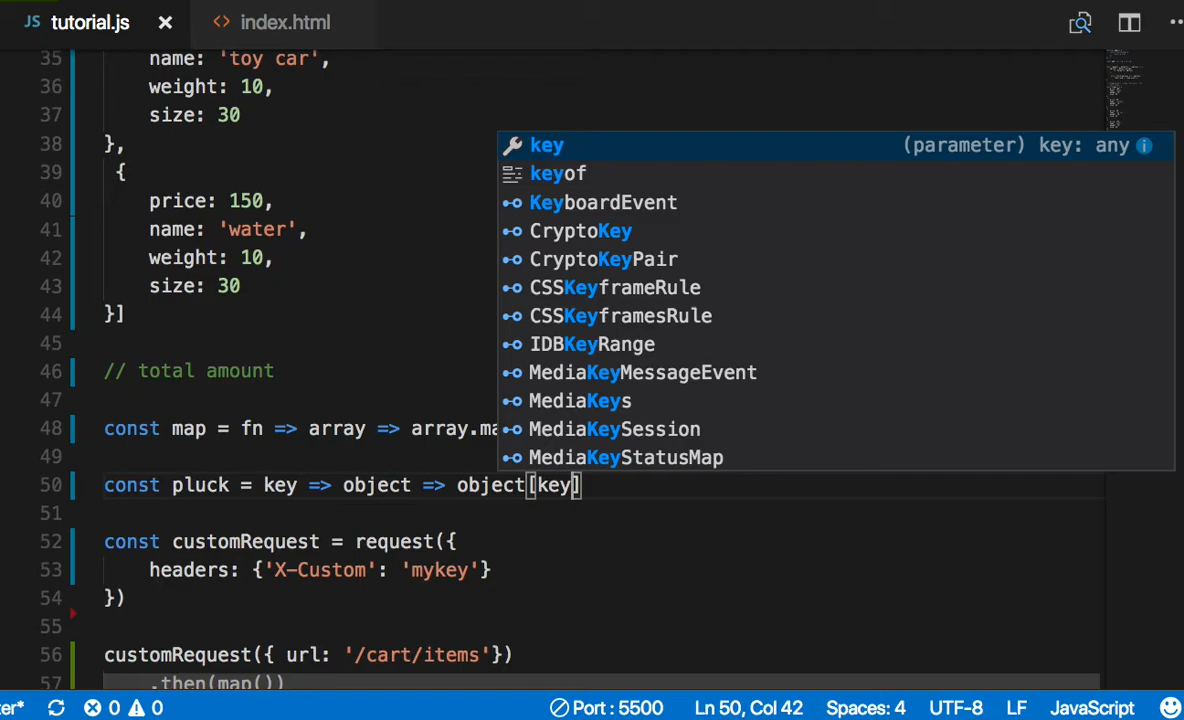 JS tutorial.js × <> index.html
35 name: 'toy car',
36 weight: 10,
37 size: 30
38 },
39 {
40 price: 150,
41 name: 'water',
42 weight: 10,
43 size: 30
44 }]
45
46 // total amount
47
48 const map = fn => array => array.ma
49
50 const pluck = key => object => object[key]
51
52 const customRequest = request({
53 headers: {'X-Custom': 'mykey'}
54 })
55
56 customRequest({ url: '/cart/items'})
57 .then(map())
key (parameter) key: any
keyof
KeyboardEvent
CryptoKey
CryptoKeyPair
CSSKeyframeRule
CSSKeyframesRule
IDBKeyRange
MediaKeyMessageEvent
MediaKeys
MediaKeySession
MediaKeyStatusMap
ter* 0 0 Port : 5500 Ln 50, Col 42 Spaces: 4 UTF-8 LF JavaScript